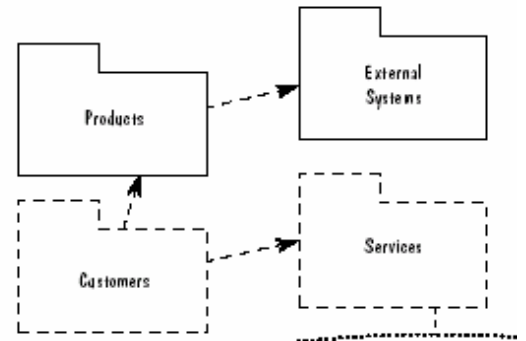 External
Systems
Products
Services
Customers